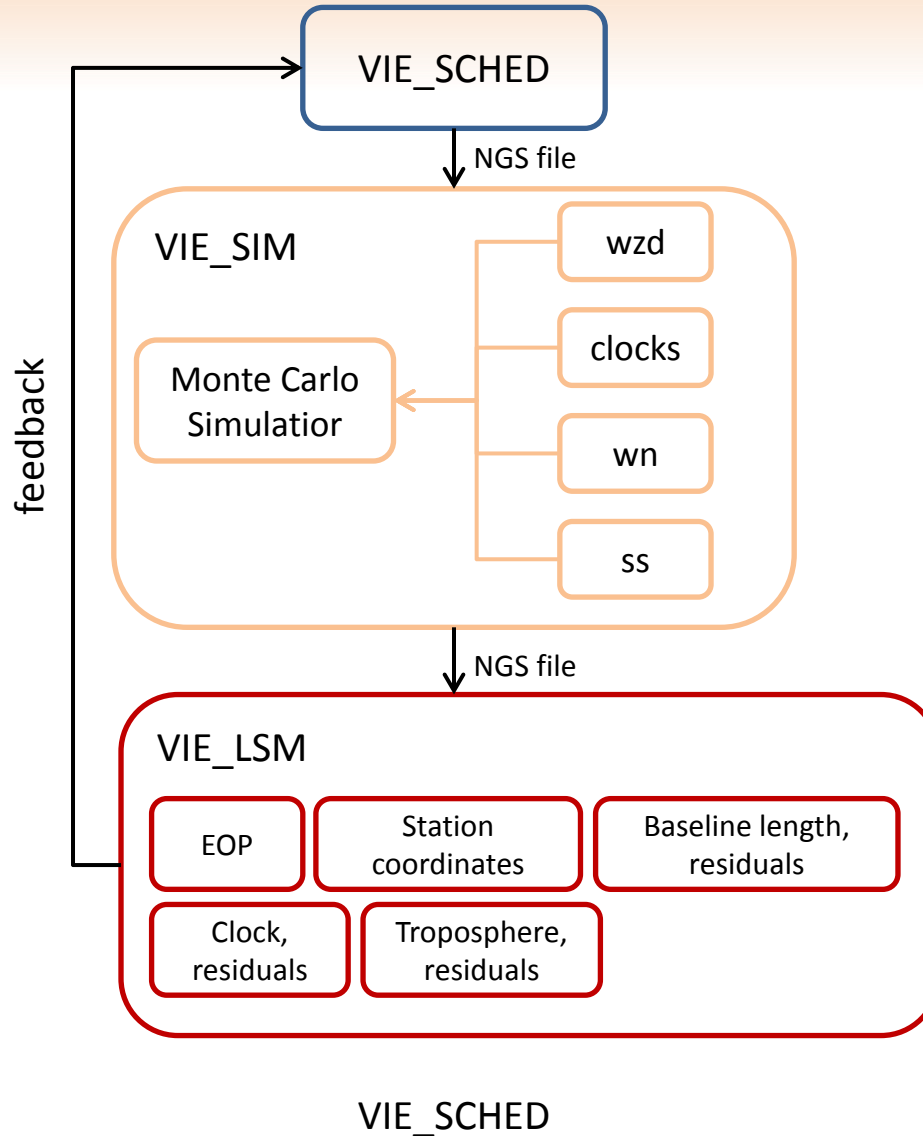 VIE_SCHED
NGS file
VIE_SIM
wzd
clocks
Monte Carlo
Simulatior
wn
ss
feedback
NGS file
VIE_LSM
EOP
Station
coordinates
Baseline length,
residuals
Clock,
residuals
Troposphere,
residuals
VIE_SCHED